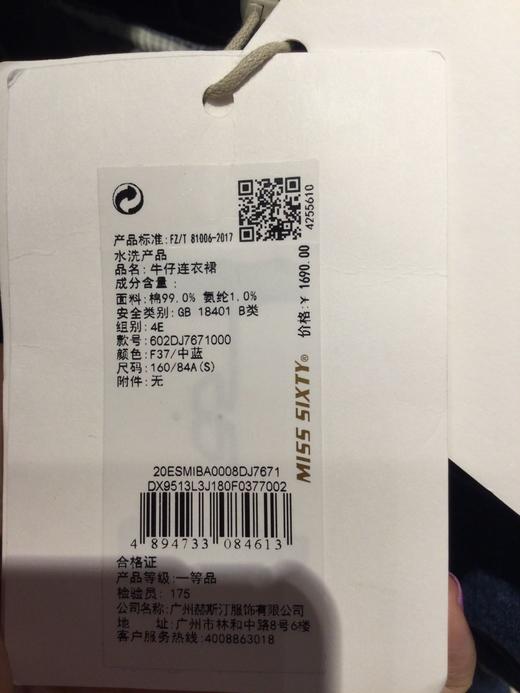 产品标准:FZ/T 81006-2017
水洗产品
品名:牛仔连衣裙
成分含量:
面料:棉99.0% 氨纶1.0%
安全类别:GB 18401 B类
组别:4E
款号:602DJ7671000
颜色:F37/中蓝
尺码:160/84A(S)
附件:无
4255610
价格:¥ 1690.00
MISS SIXTY®
20ESMIBA0008DJ7671
DX9513L3J180F0377002
4 894733 084613
合格证
产品等级:一等品
检验员: 175
公司名称:广州赫斯汀服饰有限公司
地 址:广州市林和中路8号6楼
客户服务热线:4008863018